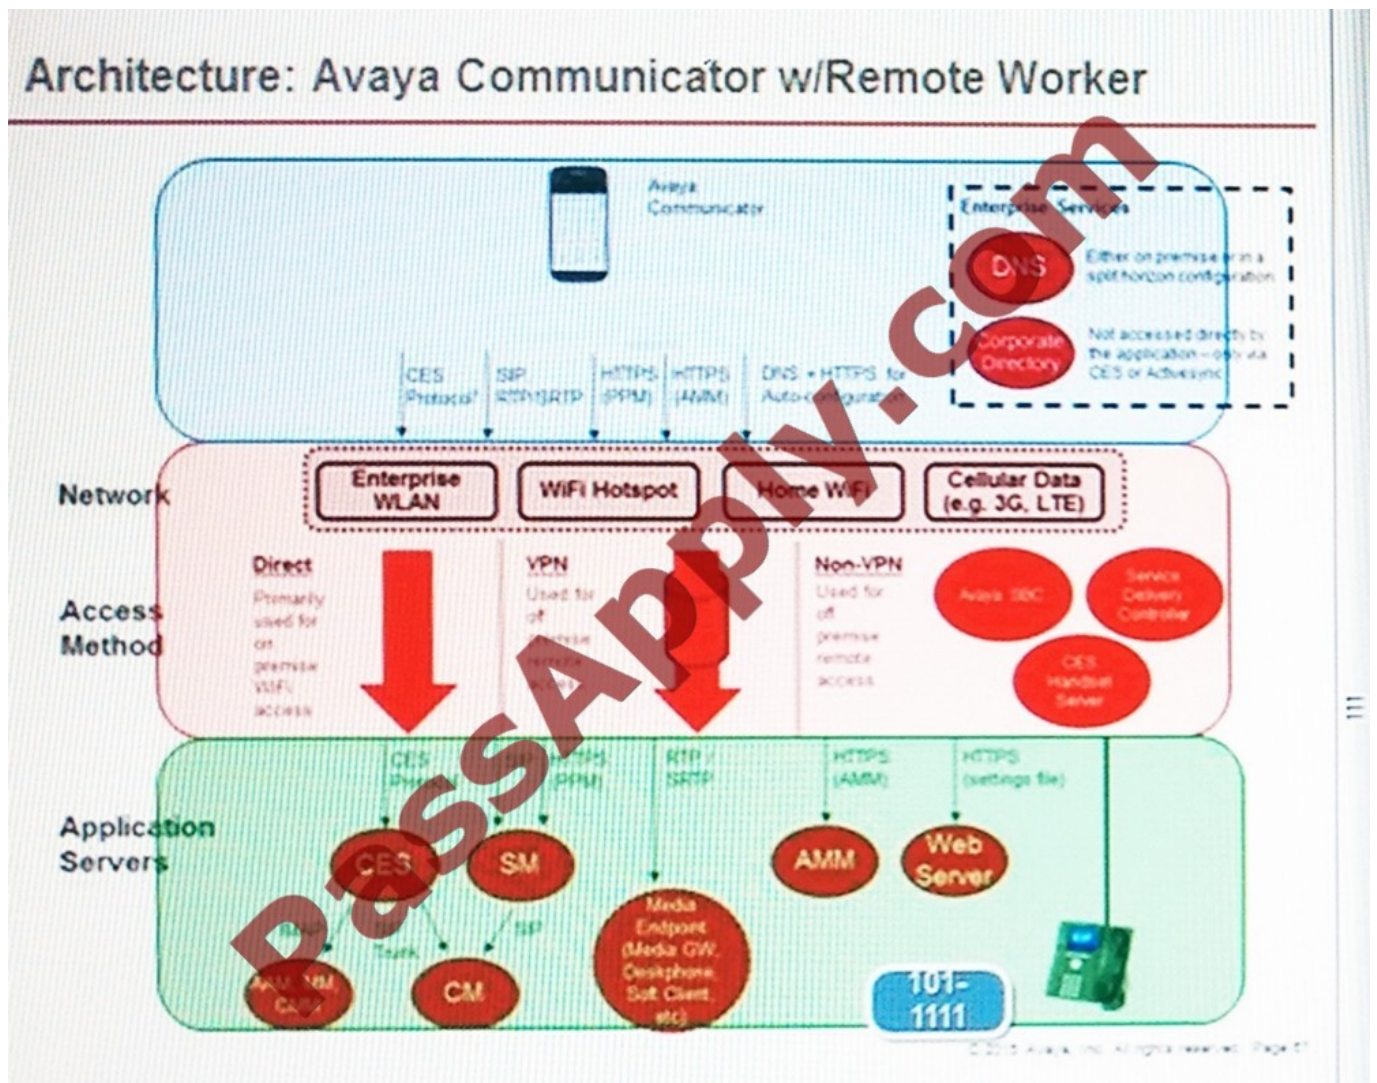 Architecture: Avaya Communicator w/Remote Worker
Avaya
Communicator
Enterprise Services
DNS
Either on premise or in a
split horizon configuration
Corporate
Directory
Not accessed directly by
the application – only via
CES or Activesync
CES
Protocol*
SIP
RTP/SRTP
HTTPS
(PPM)
HTTPS
(AMM)
DNS + HTTPS for
Auto-configuration
Network
Enterprise
WLAN
WiFi Hotspot
Home WiFi
Cellular Data
(e.g. 3G, LTE)
Access
Method
Direct
Primarily
used for
on
premise
WiFi
access
VPN
Used for
off
premise
remote
access
Non-VPN
Used for
off
premise
remote
access
Avaya SBC
Service
Delivery
Controller
CES
Handset
Server
Application
Servers
CES
Protocol
SIP
HTTPS
(PPM)
RTP /
SRTP
HTTPS
(AMM)
HTTPS
(settings file)
CES
SM
AMM
Web
Server
Trunk
SIP
CM
Media
Endpoint
(Media GW,
Deskphone,
Soft Client,
etc)
101-
1111
PassApply.com